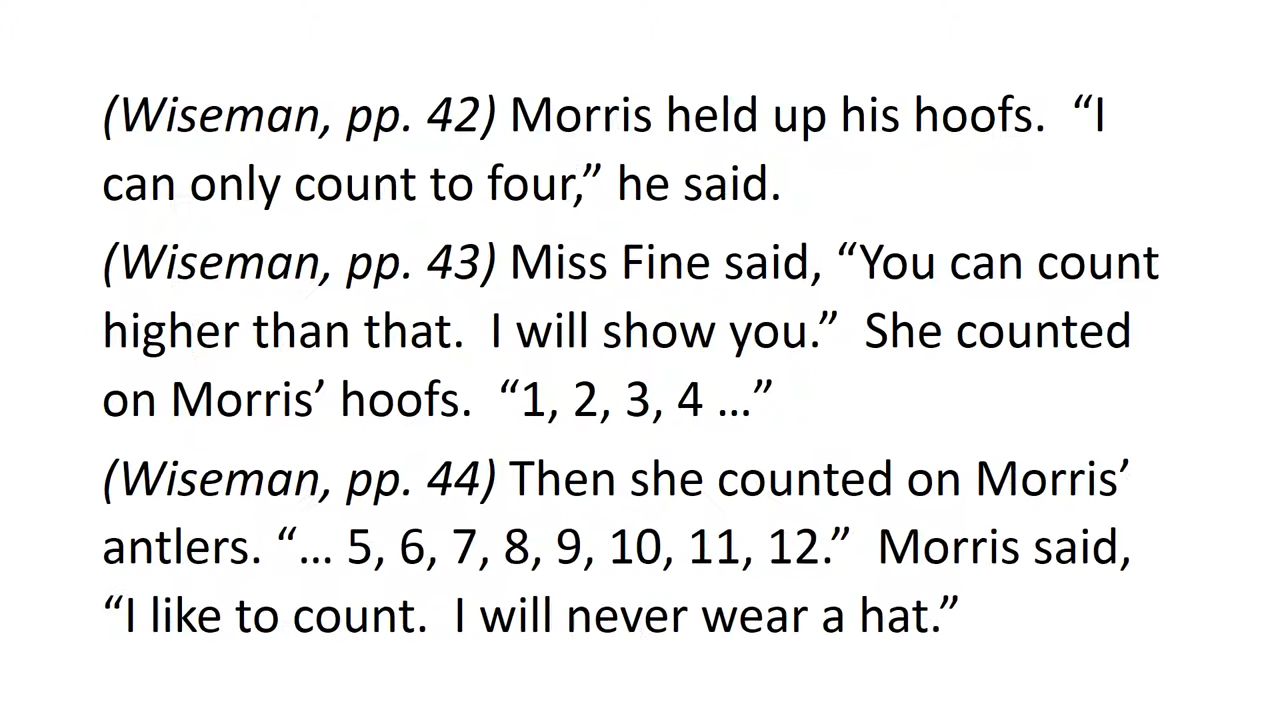 (Wiseman, pp. 42) Morris held up his hoofs.  “I
can only count to four,” he said.
(Wiseman, pp. 43) Miss Fine said, “You can count
higher than that.  I will show you.”  She counted
on Morris’ hoofs.  “1, 2, 3, 4 …”
(Wiseman, pp. 44) Then she counted on Morris’
antlers. “… 5, 6, 7, 8, 9, 10, 11, 12.”  Morris said,
“I like to count.  I will never wear a hat.”